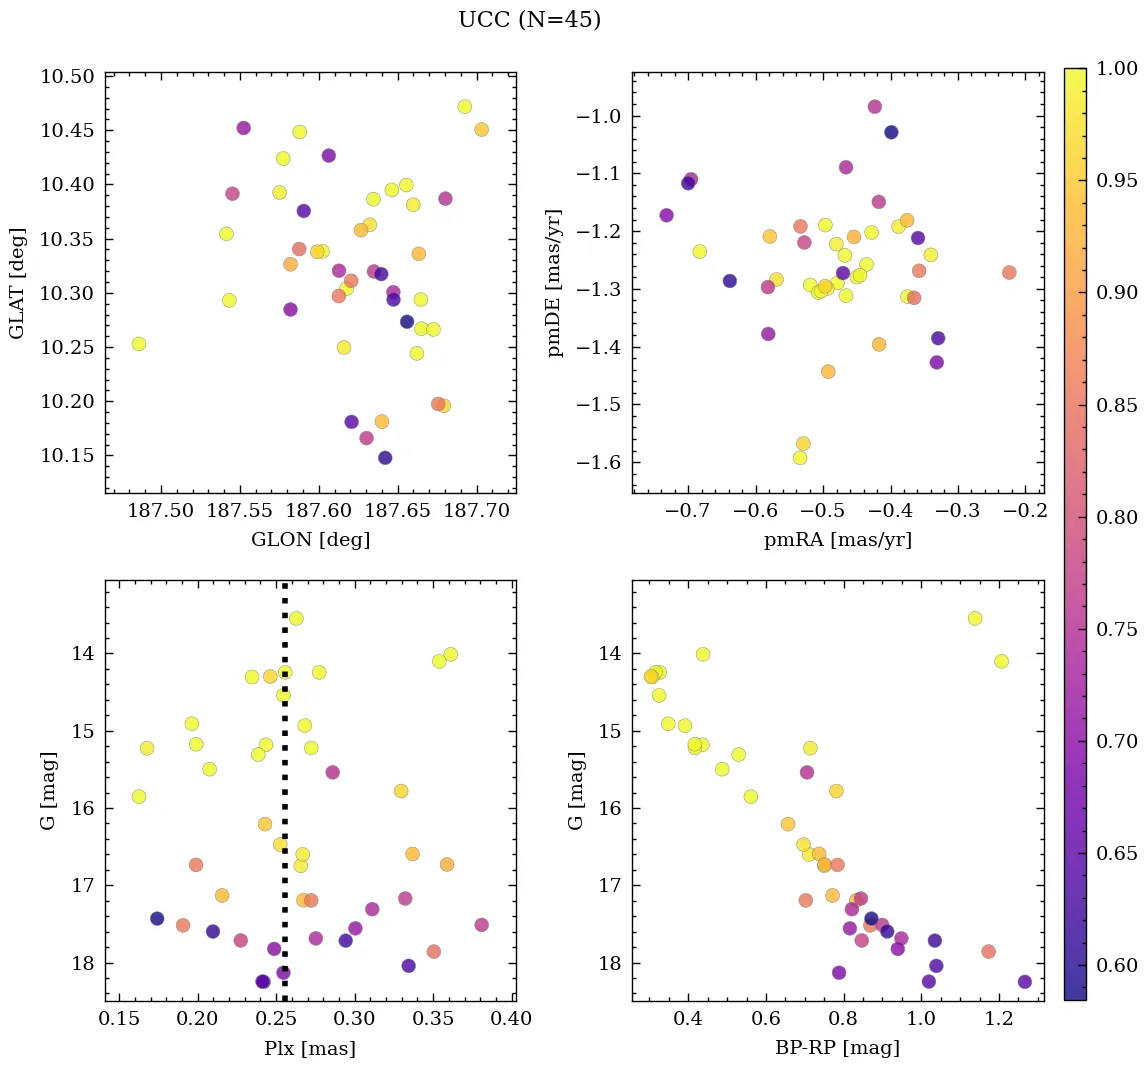 UCC (N=45)
10.50
10.45
10.40
10.35
10.30
10.25
10.20
10.15
GLAT [deg]
187.50 187.55 187.60 187.65 187.70
GLON [deg]
−1.0
−1.1
−1.2
−1.3
−1.4
−1.5
−1.6
pmDE [mas/yr]
−0.7 −0.6 −0.5 −0.4 −0.3 −0.2
pmRA [mas/yr]
14
15
16
17
18
G [mag]
0.15 0.20 0.25 0.30 0.35 0.40
Plx [mas]
14
15
16
17
18
G [mag]
0.4 0.6 0.8 1.0 1.2
BP-RP [mag]
1.00
0.95
0.90
0.85
0.80
0.75
0.70
0.65
0.60